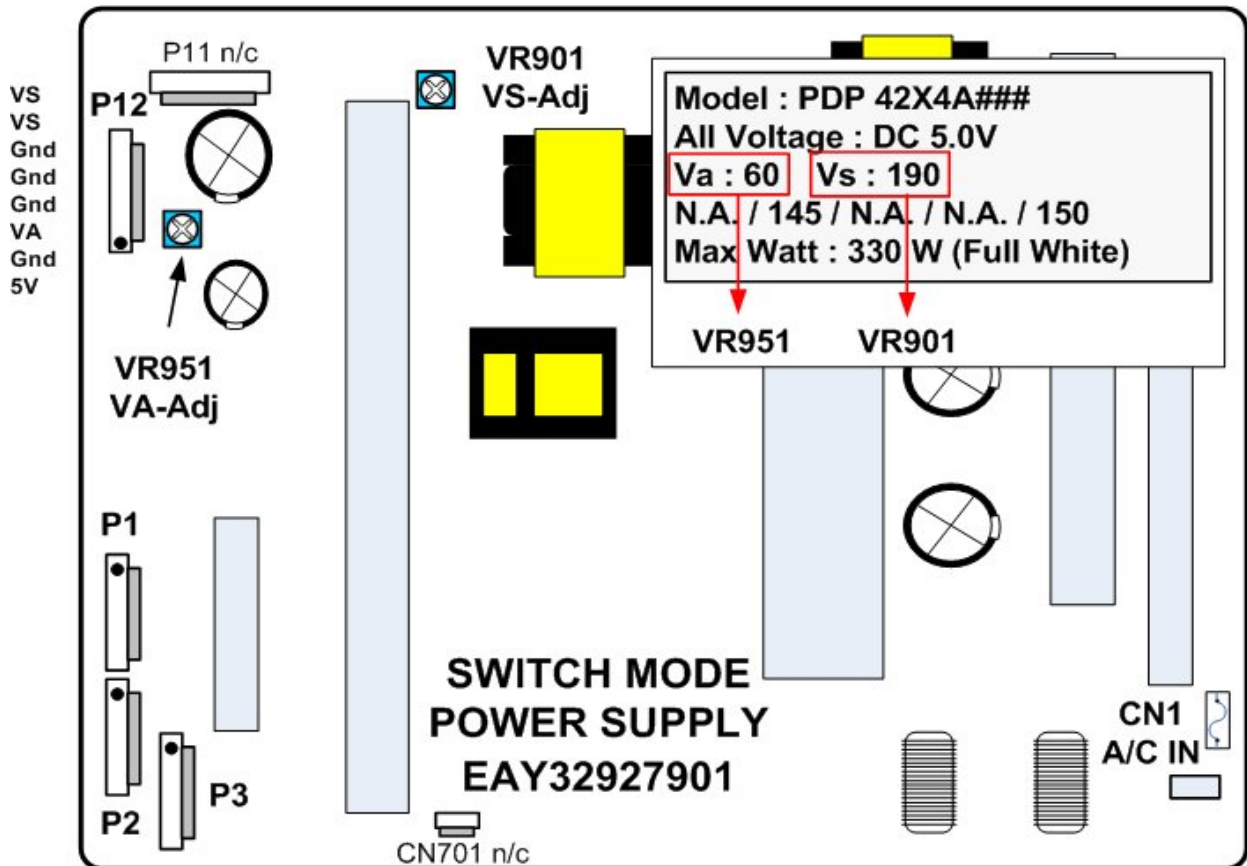 P11 n/c
VS
VS
Gnd
Gnd
Gnd
VA
Gnd
5V
P12
VR901
VS-Adj
Model : PDP 42X4A###
All Voltage : DC 5.0V
Va : 60 Vs : 190
N.A. / 145 / N.A. / N.A. / 150
Max Watt : 330 W (Full White)
VR951 VR901
VR951
VA-Adj
P1
P2
P3
SWITCH MODE
POWER SUPPLY
EAY32927901
CN701 n/c
CN1
A/C IN